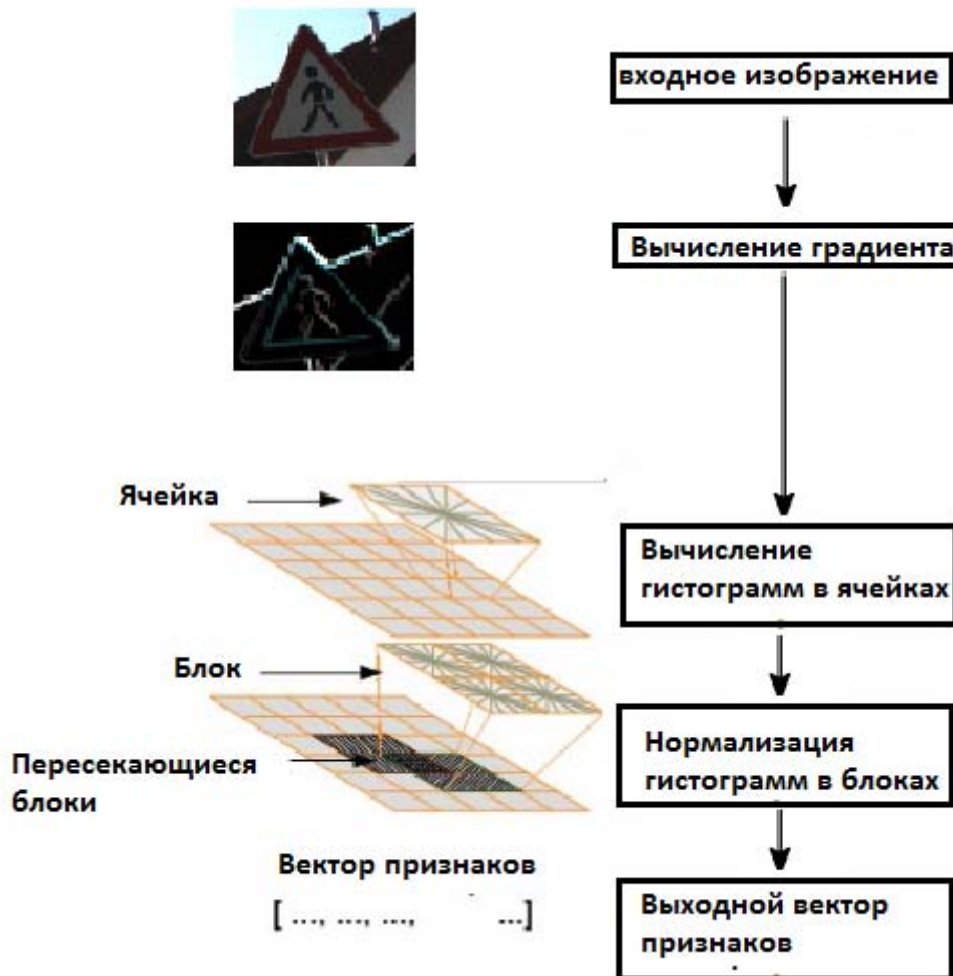 входное изображение
Вычисление градиента
Ячейка
Вычисление
гистограмм в ячейках
Блок
Пересекающиеся
блоки
Нормализация
гистограмм в блоках
Вектор признаков
[ ..., ..., ..., ...]
Выходной вектор
признаков